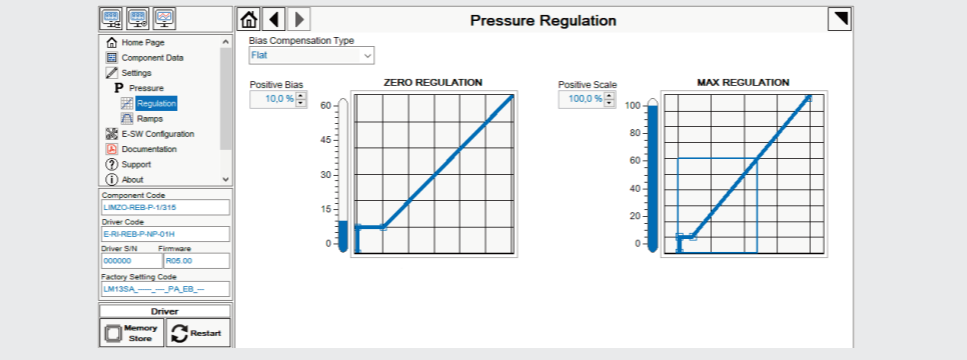 Pressure Regulation
Home Page
Component Data
Settings
P Pressure
Regulation
Ramps
E-SW Configuration
Documentation
Support
About
Component Code
LIMZO-REB-P-1/315
Driver Code
E-RI-REB-P-NP-01H
Driver S/N Firmware
000000 R05.00
Factory Setting Code
LM13SA_-----_---_PA_EB_---
Driver
Memory Store
Restart
Bias Compensation Type
Flat
Positive Bias
10,0 %
ZERO REGULATION
60
45
30
15
0
Positive Scale
100,0 %
MAX REGULATION
100
80
60
40
20
0